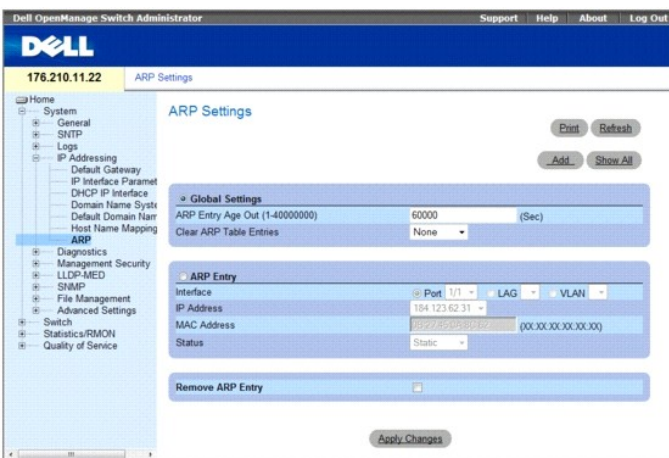 Dell OpenManage Switch Administrator Support Help About Log Out
DELL
176.210.11.22 ARP Settings
Home
System
General
SNTP
Logs
IP Addressing
Default Gateway
IP Interface Paramet
DHCP IP Interface
Domain Name Syste
Default Domain Nam
Host Name Mapping
ARP
Diagnostics
Management Security
LLDP-MED
SNMP
File Management
Advanced Settings
Switch
Statistics/RMON
Quality of Service
ARP Settings
Print Refresh
Add Show All
Global Settings
ARP Entry Age Out (1-40000000) 60000 (Sec)
Clear ARP Table Entries None
ARP Entry
Interface Port 1/1 LAG VLAN
IP Address 184.123.62.31
MAC Address (XX:XX:XX:XX:XX:XX)
Status Static
Remove ARP Entry
Apply Changes